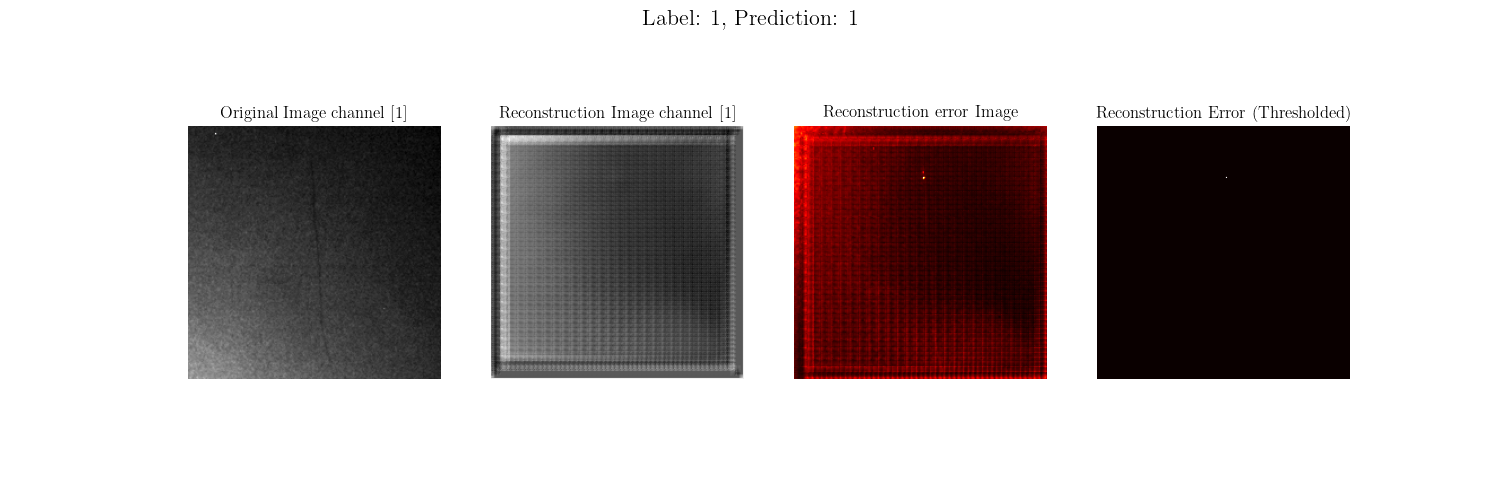 Label: 1, Prediction: 1
Original Image channel [1]
Reconstruction Image channel [1]
Reconstruction error Image
Reconstruction Error (Thresholded)